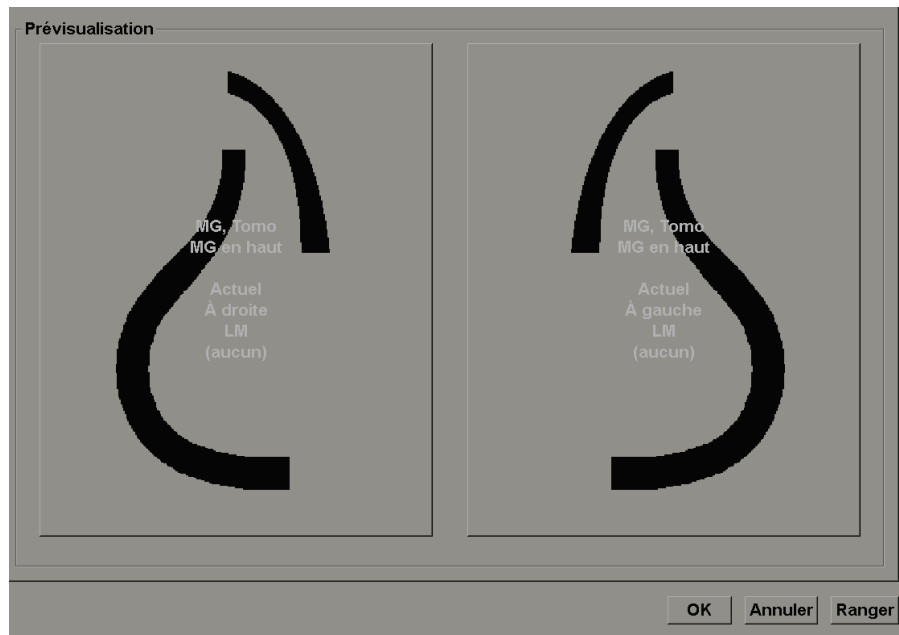 Prévisualisation
MG, Tomo
MG en haut
Actuel
À droite
LM
(aucun)
MG, Tomo
MG en haut
Actuel
À gauche
LM
(aucun)
OK
Annuler
Ranger